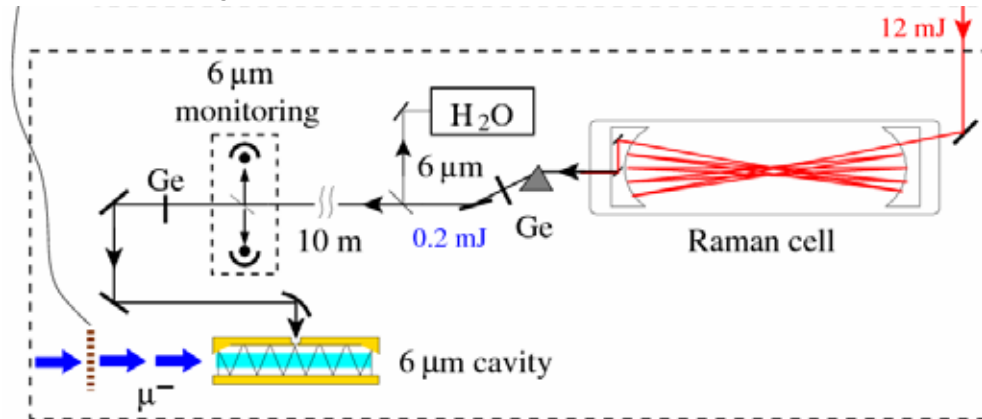 12 mJ
6 µm
monitoring
H₂O
Ge
6 µm
10 m
0.2 mJ
Ge
Raman cell
6 µm cavity
µ⁻